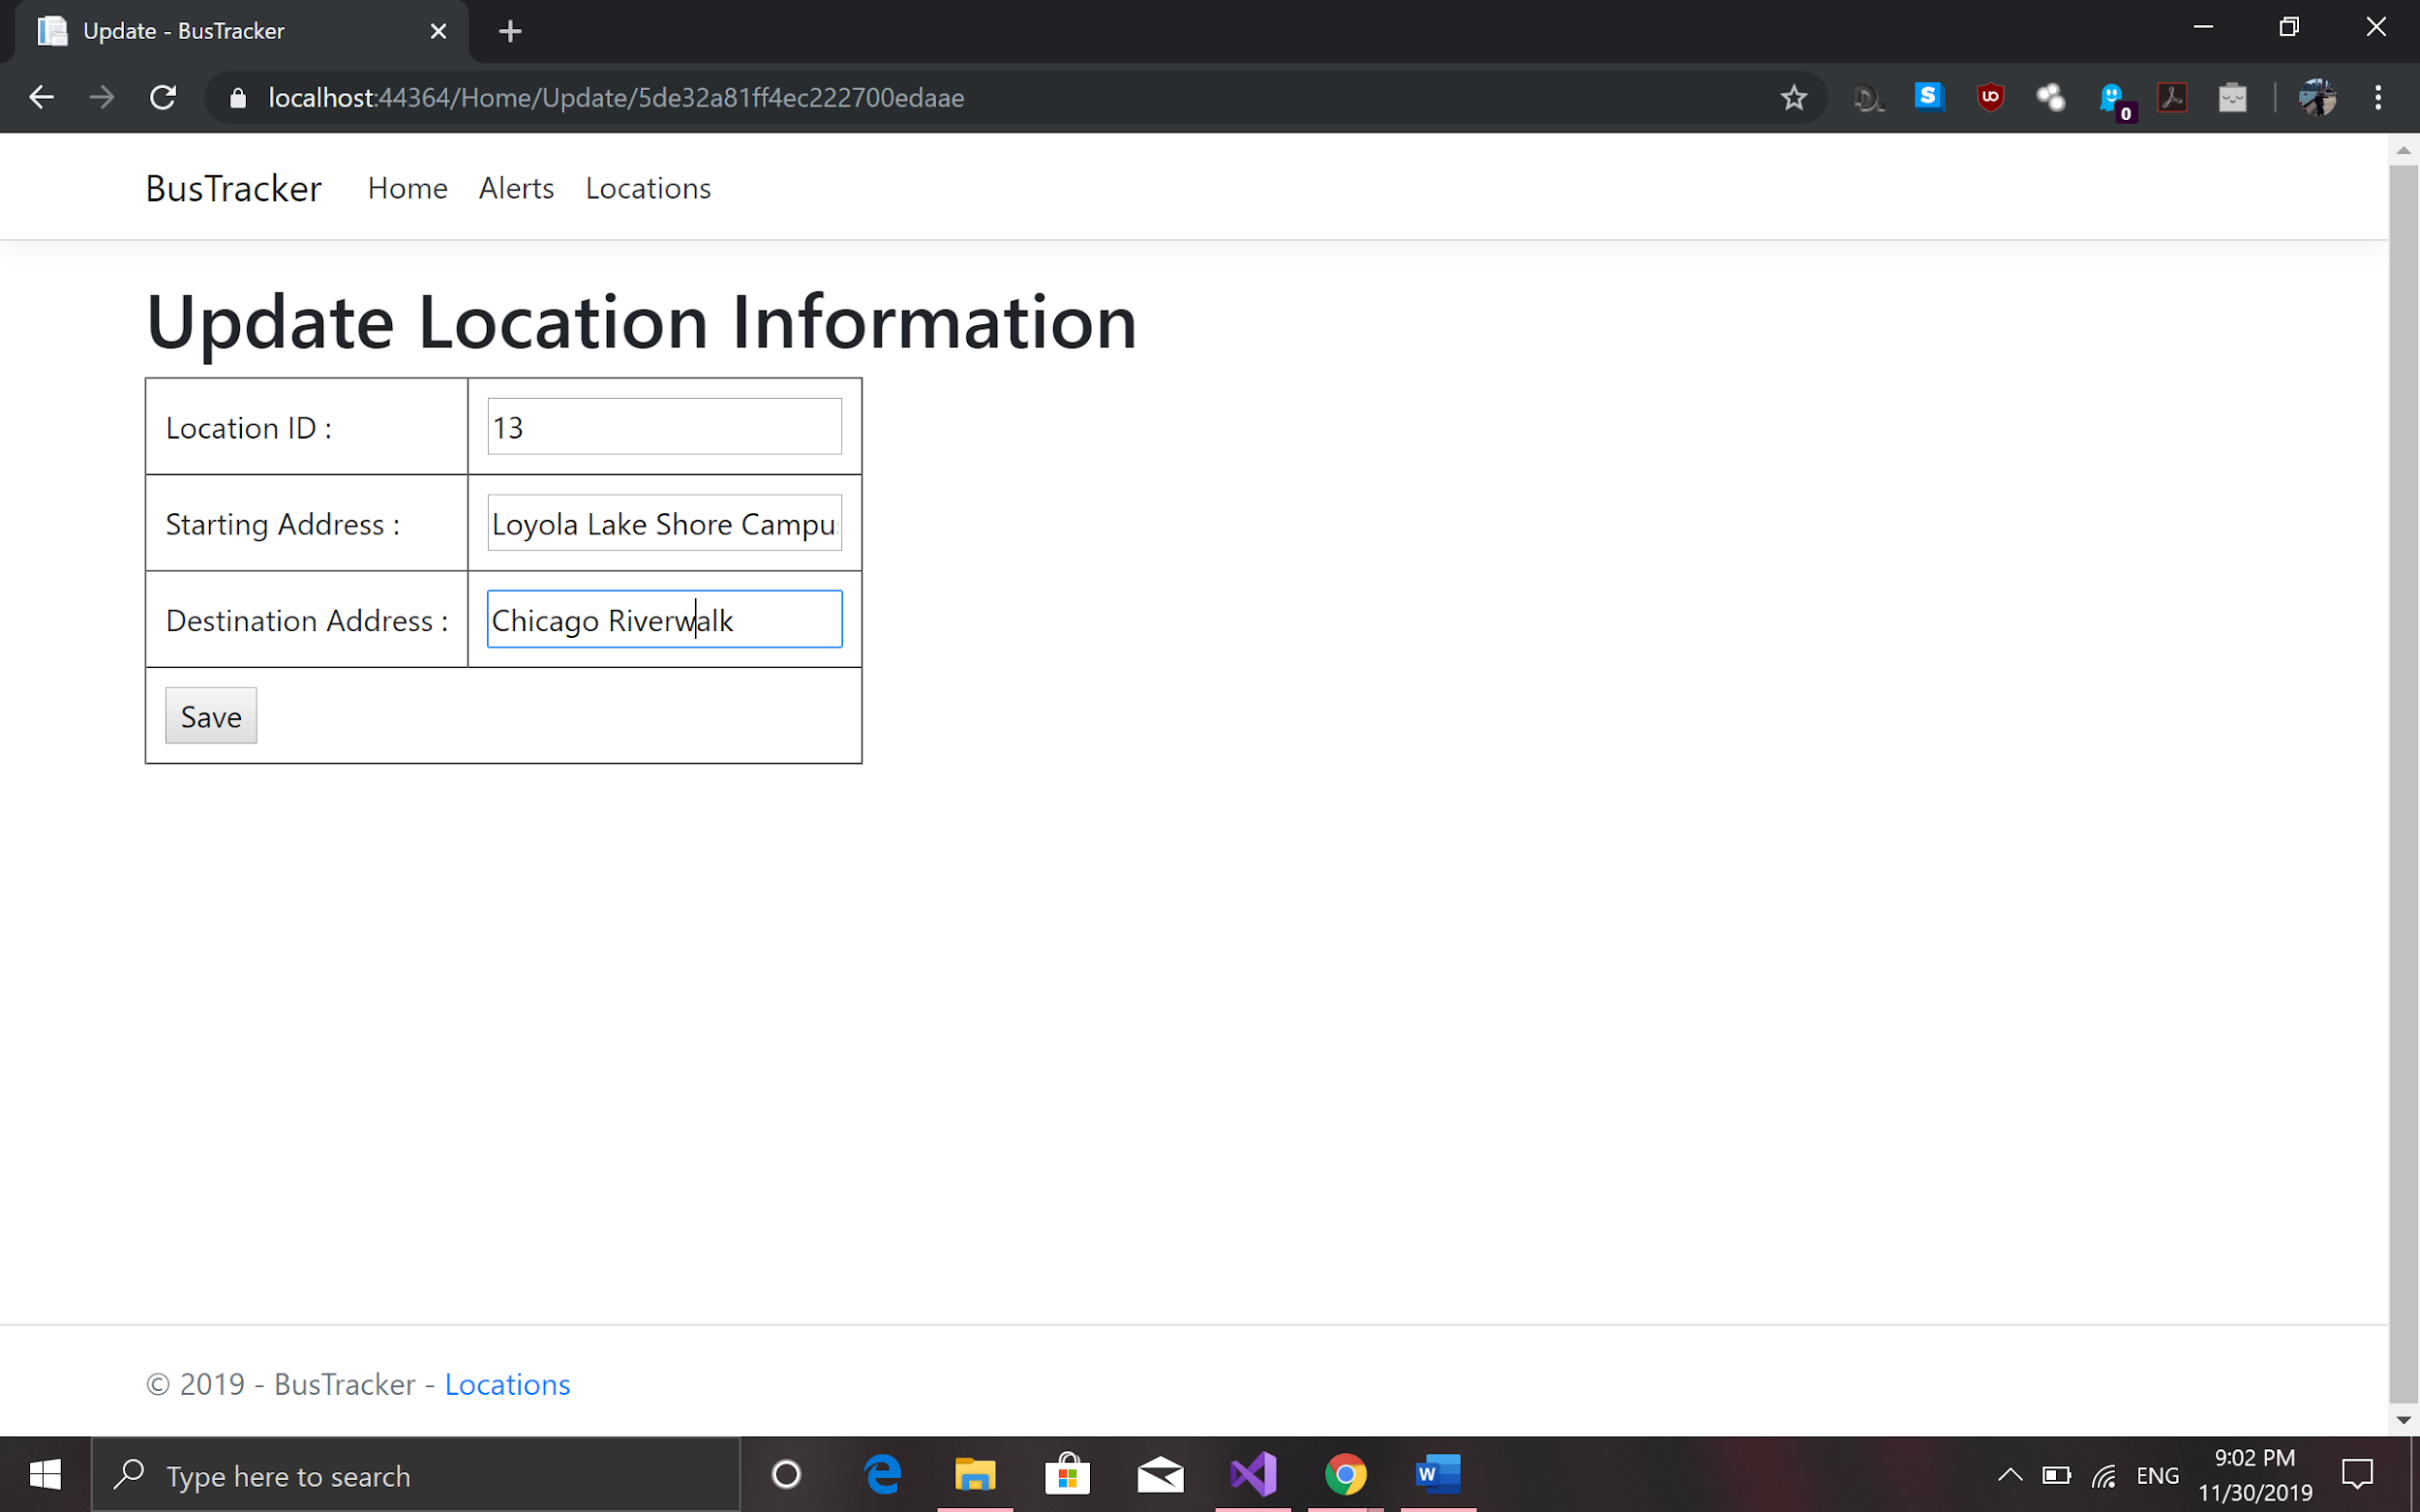 Update - BusTracker
localhost:44364/Home/Update/5de32a81ff4ec222700edaae
S
0
BusTracker Home Alerts Locations
Update Location Information
Location ID : 13
Starting Address : Loyola Lake Shore Campu
Destination Address : Chicago Riverwalk
Save
© 2019 - BusTracker - Locations
Type here to search
W
ENG
9:02 PM
11/30/2019